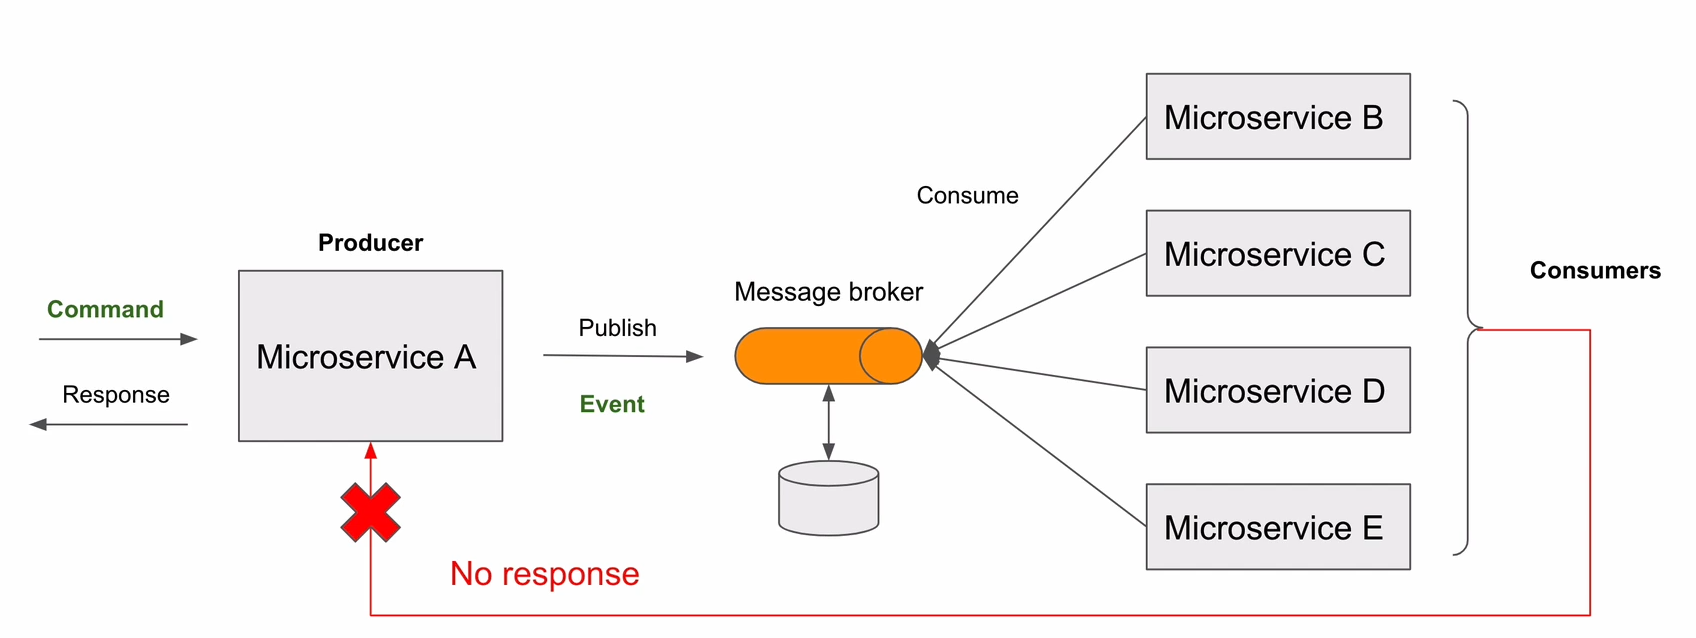 Producer
Microservice A
Command
Response
Publish
Event
Message broker
Consume
Microservice B
Microservice C
Microservice D
Microservice E
Consumers
No response